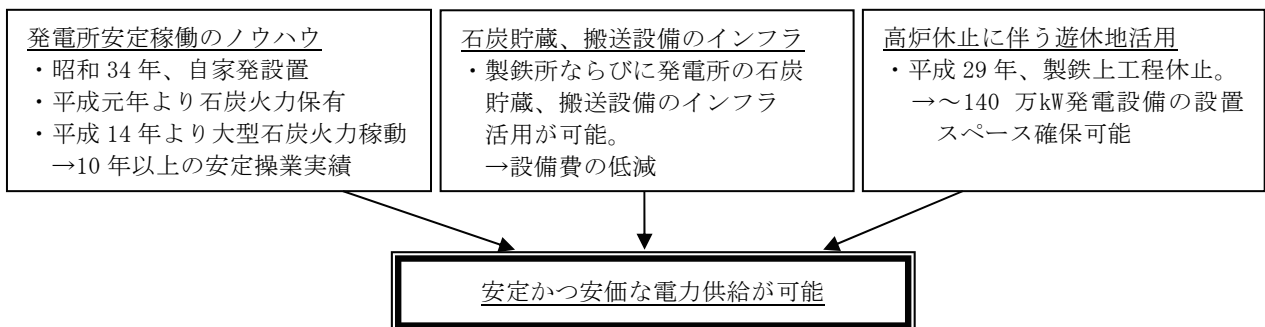 発電所安定稼働のノウハウ
・昭和 34 年、自家発設置
・平成元年より石炭火力保有
・平成 14 年より大型石炭火力稼動
→10 年以上の安定操業実績
石炭貯蔵、搬送設備のインフラ
・製鉄所ならびに発電所の石炭
貯蔵、搬送設備のインフラ
活用が可能。
→設備費の低減
高炉休止に伴う遊休地活用
・平成 29 年、製鉄上工程休止。
→～140 万kW発電設備の設置
スペース確保可能
安定かつ安価な電力供給が可能